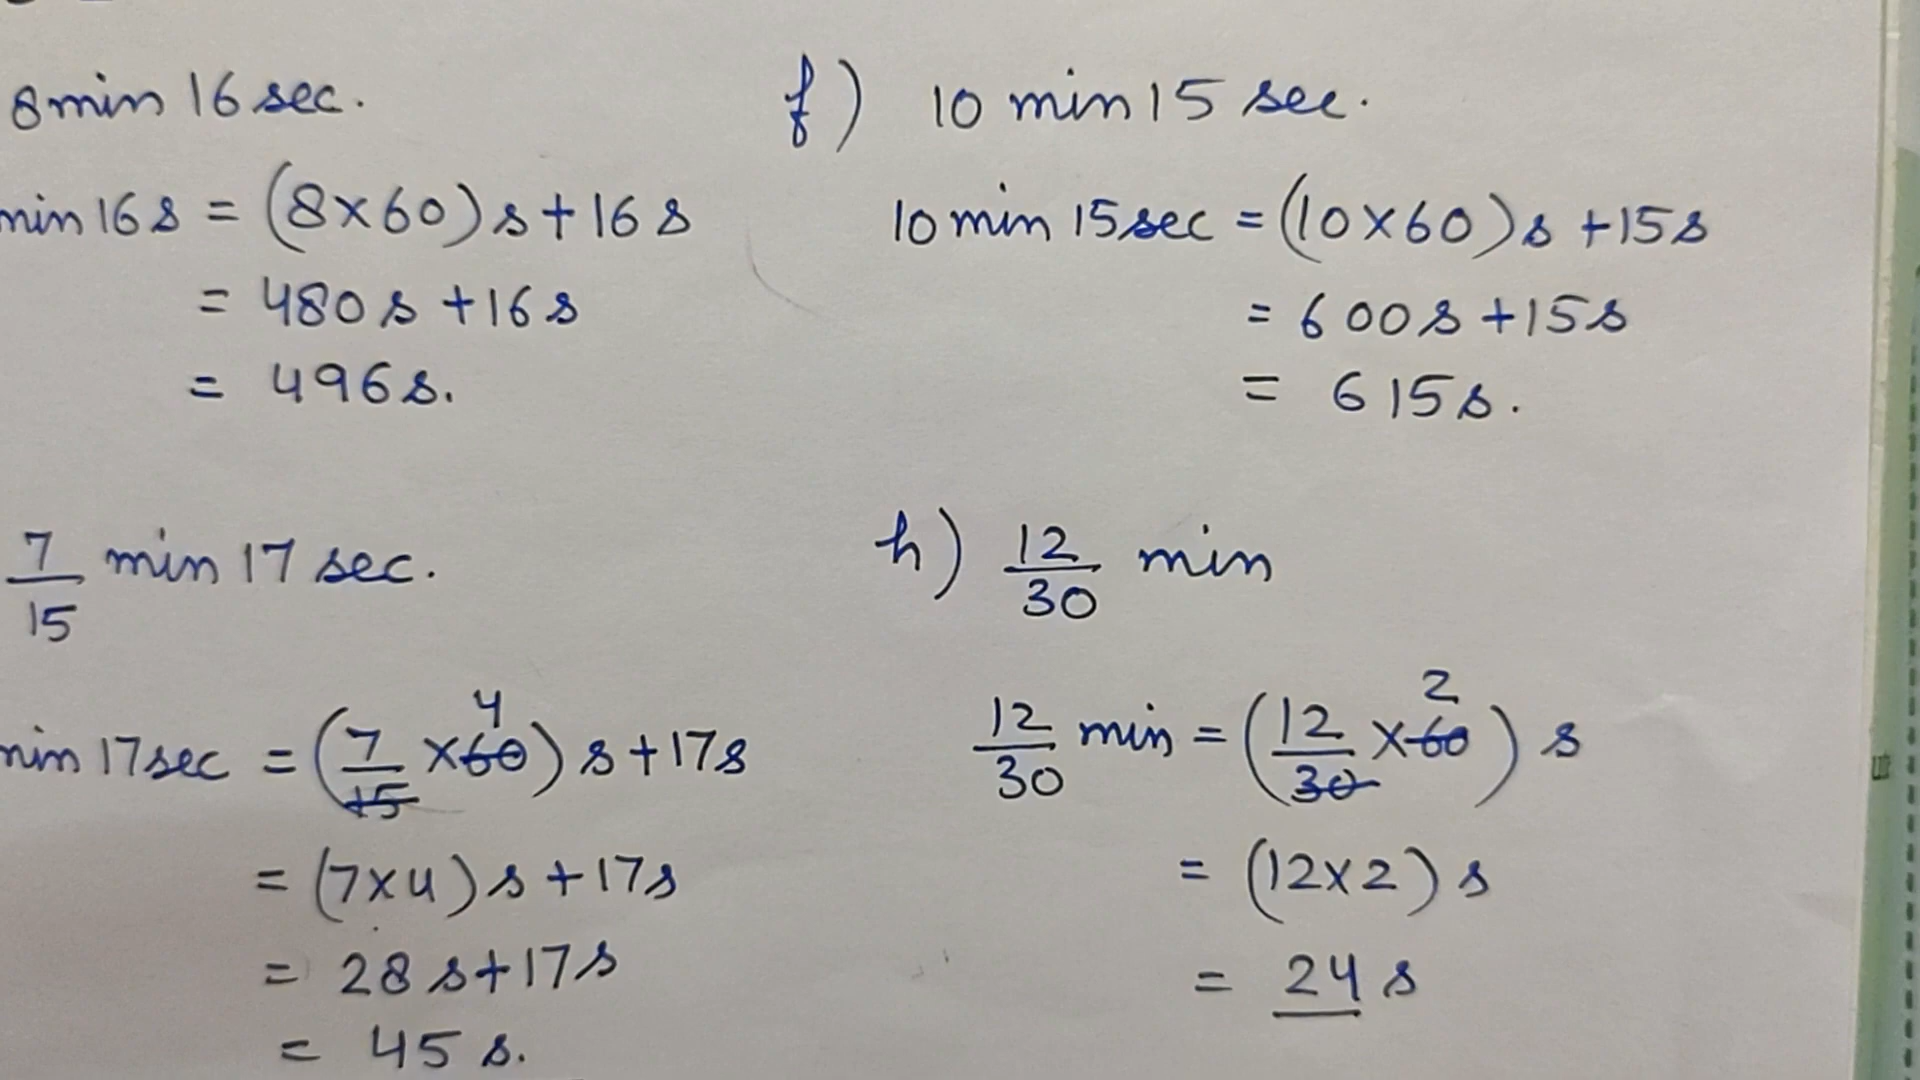 8min 16 sec.
min 16 s = (8×60) s + 16 s
= 480 s + 16 s
= 496 s.
f) 10 min 15 sec.
10 min 15 sec = (10×60) s + 15 s
= 600 s + 15 s
= 615 s.
7/15 min 17 sec.
min 17 sec = (7/15 × 60 4) s + 17 s
= (7×4) s + 17 s
= 28 s + 17 s
= 45 s.
h) 12/30 min
12/30 min = (12/30 × 60 2) s
= (12×2) s
= 24 s